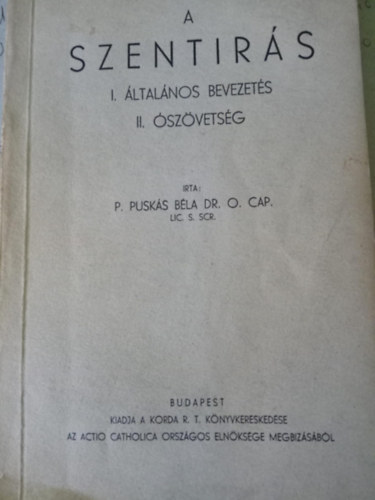 A
SZENTIRÁS
I. ÁLTALÁNOS BEVEZETÉS
II. ÓSZÖVETSÉG
IRTA:
P. PUSKÁS BÉLA DR. O. CAP.
LIC. S. SCR.
BUDAPEST
KIADJA A KORDA R. T. KÖNYVKERESKEDÉSE
AZ ACTIO CATHOLICA ORSZÁGOS ELNÖKSÉGE MEGBIZÁSÁBÓL